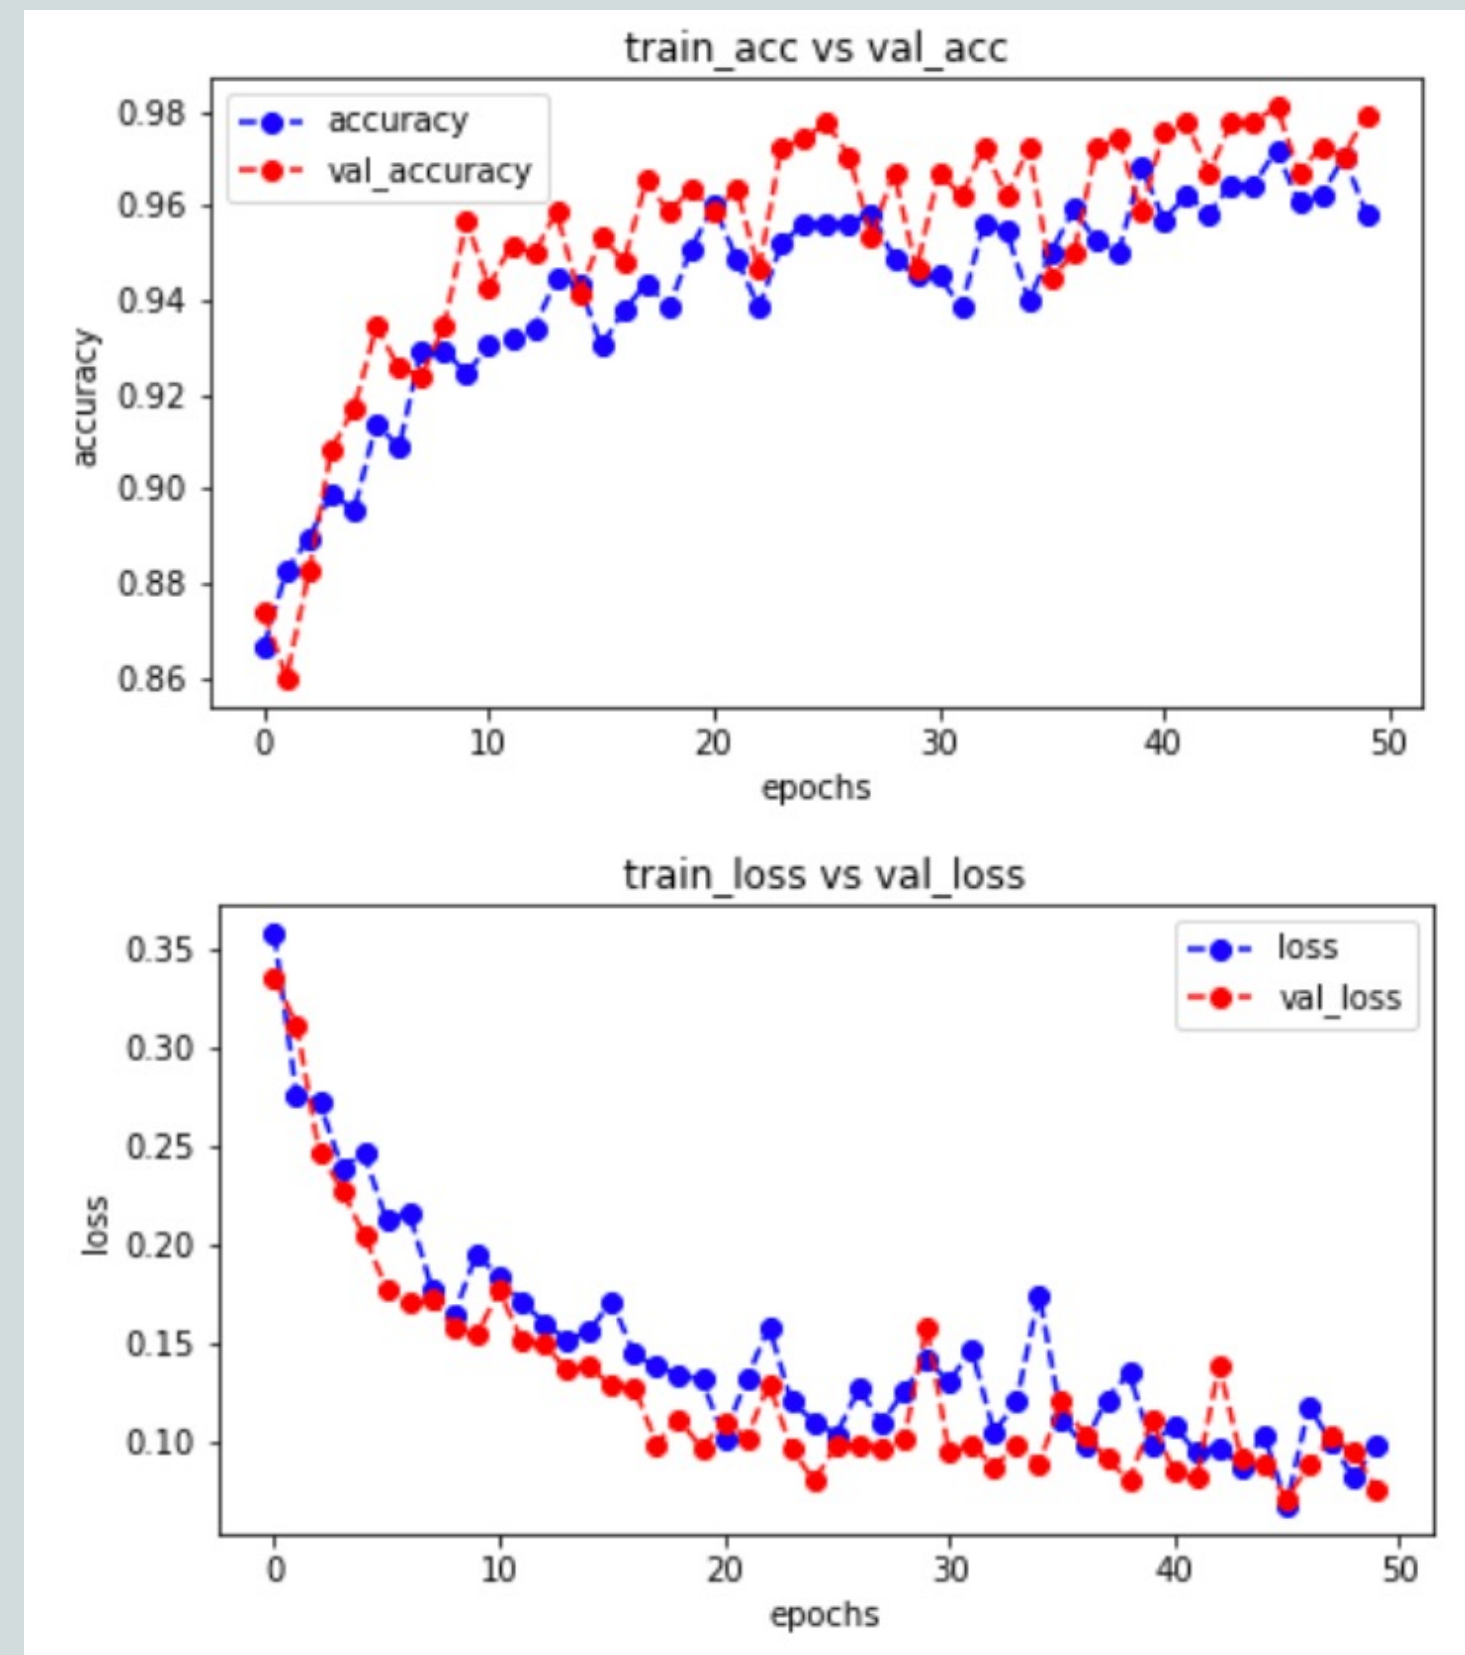 train_acc vs val_acc
accuracy
val_accuracy
0.98
0.96
0.94
0.92
0.90
0.88
0.86
accuracy
0 10 20 30 40 50
epochs
train_loss vs val_loss
loss
val_loss
0.35
0.30
0.25
0.20
0.15
0.10
loss
0 10 20 30 40 50
epochs